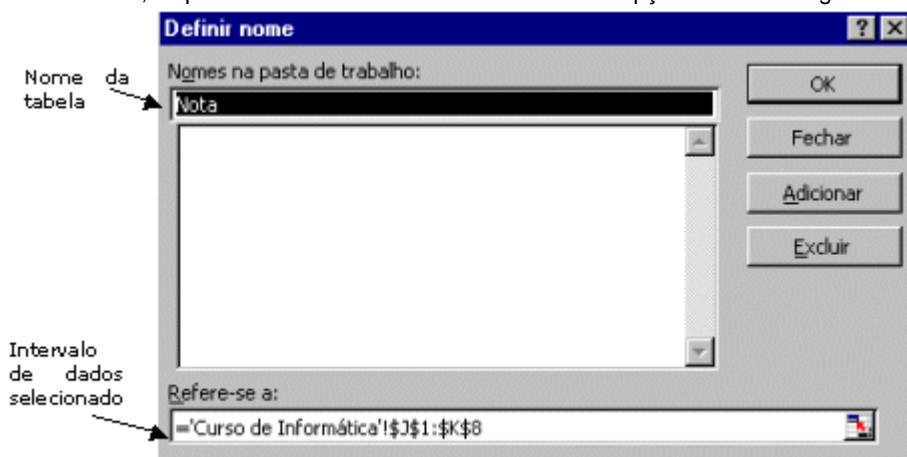 Definir nome
Nome da
tabela
Nomes na pasta de trabalho:
Nota
OK
Fechar
Adicionar
Excluir
Intervalo
de dados
selecionado
Refere-se a:
='Curso de Informática'!$J$1:$K$8